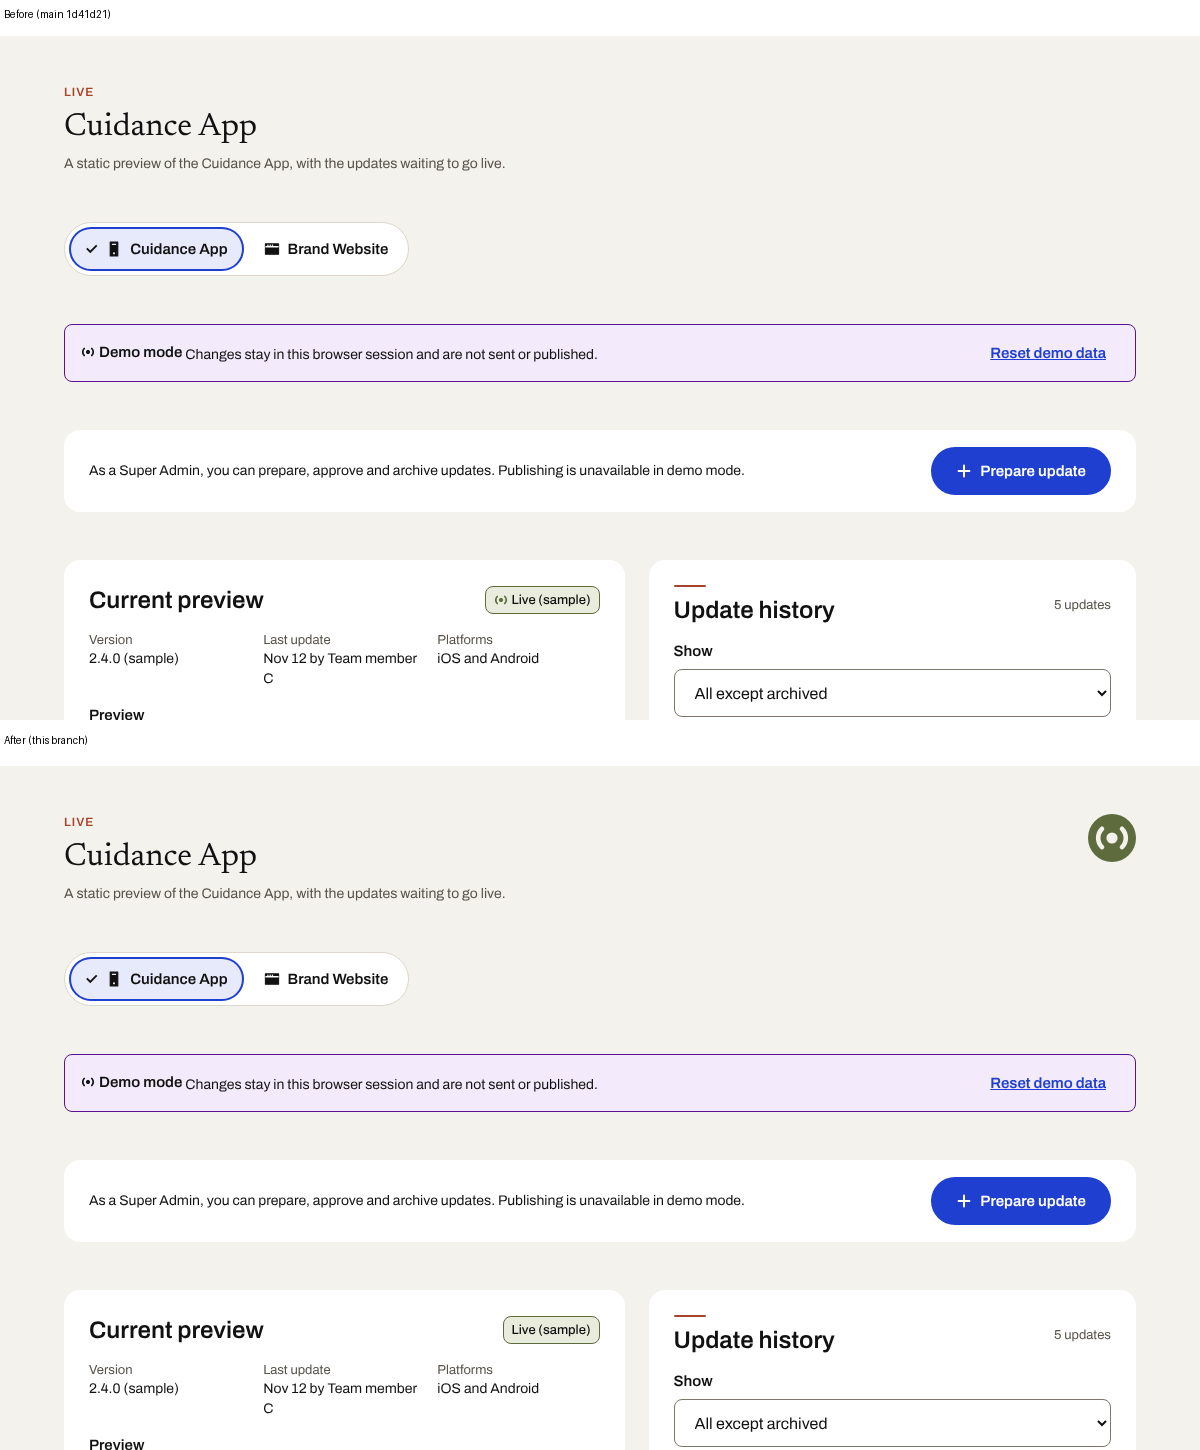 Before (main 1d41d21)
LIVE
Cuidance App
A static preview of the Cuidance App, with the updates waiting to go live.
Cuidance App
Brand Website
Demo mode Changes stay in this browser session and are not sent or published.
Reset demo data
As a Super Admin, you can prepare, approve and archive updates. Publishing is unavailable in demo mode.
Prepare update
Current preview
Live (sample)
Version
2.4.0 (sample)
Last update
Nov 12 by Team member
C
Platforms
iOS and Android
Preview
Update history
5 updates
Show
All except archived
After (this branch)
LIVE
Cuidance App
A static preview of the Cuidance App, with the updates waiting to go live.
Cuidance App
Brand Website
Demo mode Changes stay in this browser session and are not sent or published.
Reset demo data
As a Super Admin, you can prepare, approve and archive updates. Publishing is unavailable in demo mode.
Prepare update
Current preview
Live (sample)
Version
2.4.0 (sample)
Last update
Nov 12 by Team member
C
Platforms
iOS and Android
Preview
Update history
5 updates
Show
All except archived